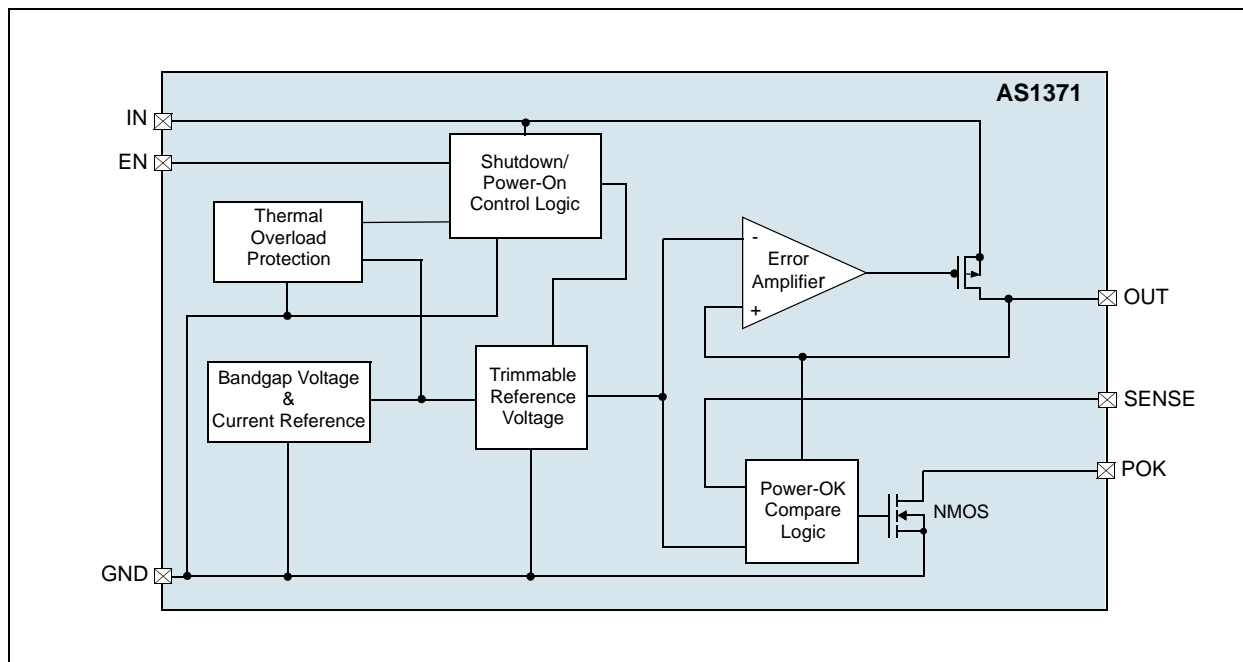 AS1371
IN
EN
Shutdown/
Power-On
Control Logic
Thermal
Overload
Protection
-
Error
Amplifier
+
OUT
Bandgap Voltage
&
Current Reference
Trimmable
Reference
Voltage
SENSE
Power-OK
Compare
Logic
NMOS
POK
GND